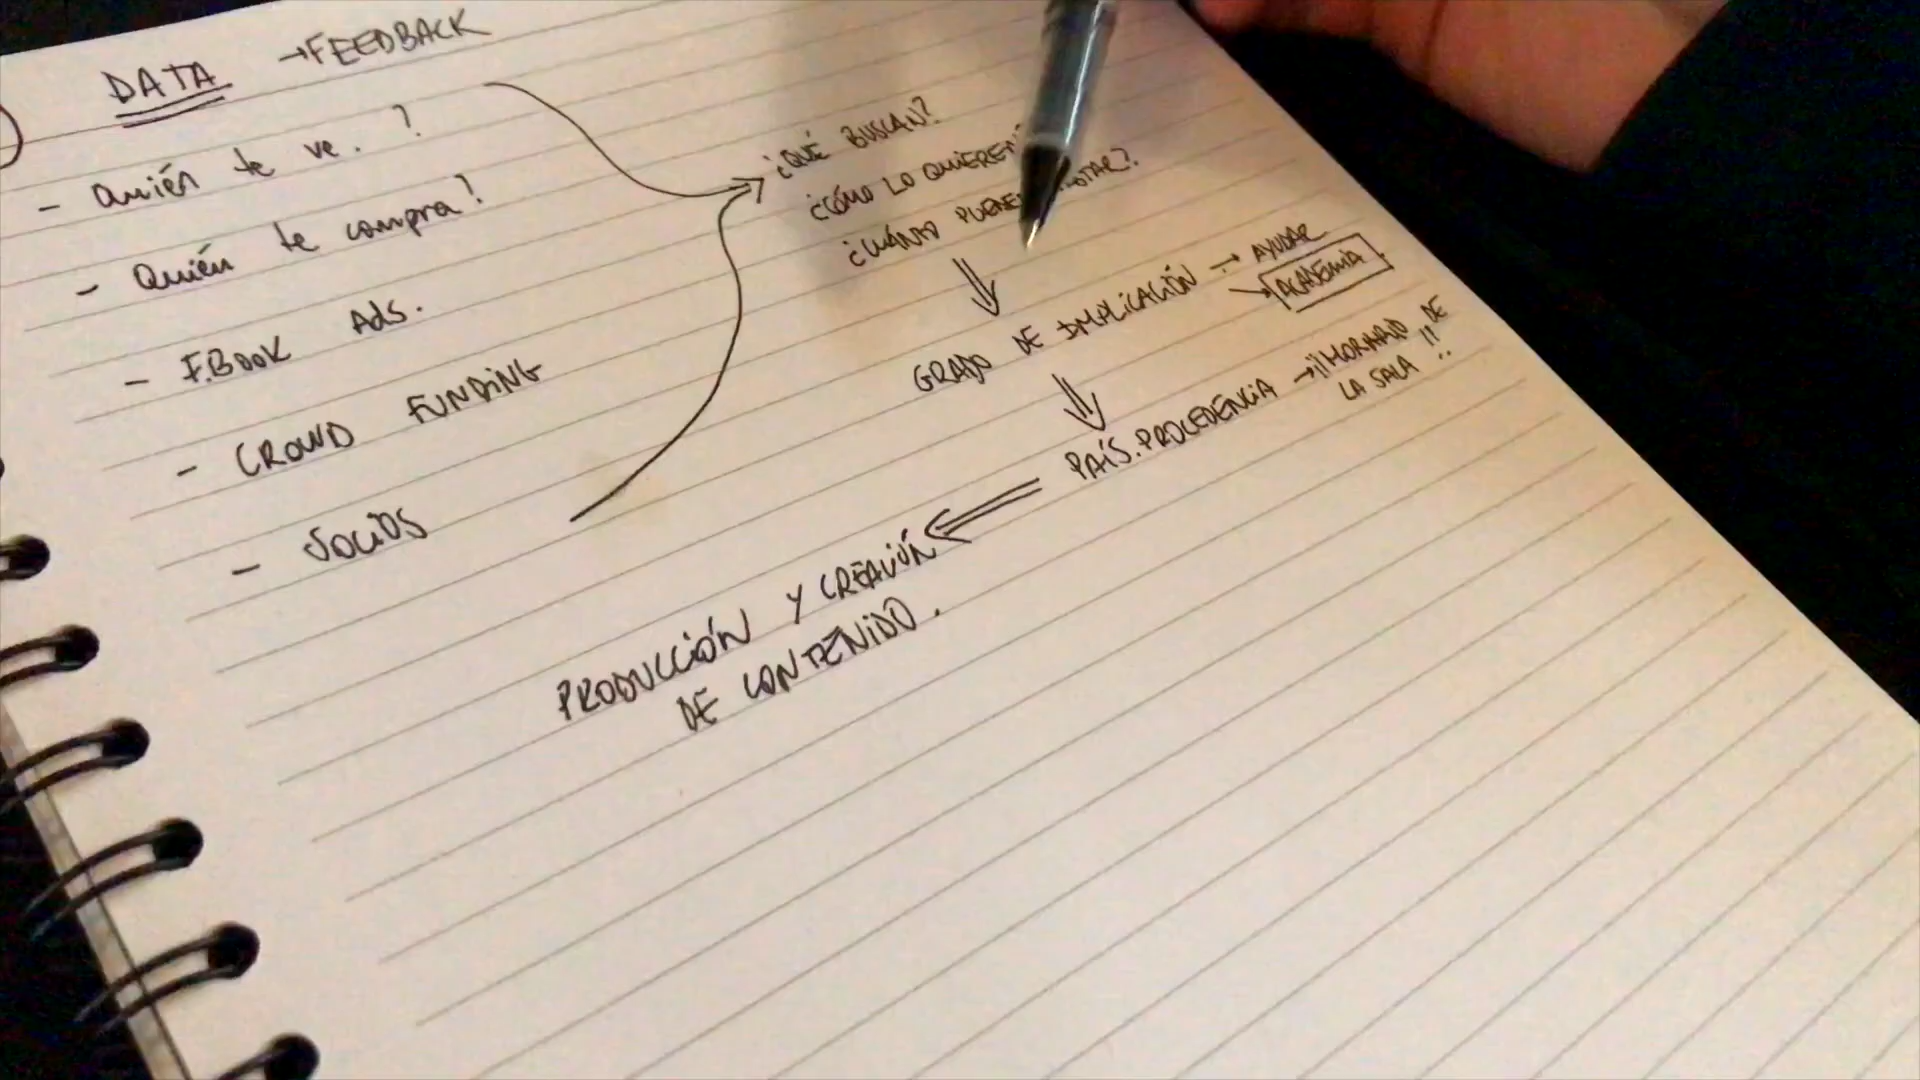 DATA → FEEDBACK
- Quién te ve. ?
- Quién te compra?
- F.BOOK ADS.
- CROWD FUNDING
- SOCIOS
¿QUÉ BUSCAN?
¿CÓMO LO QUIEREN?
¿CUÁNTO PUEDEN
GRADO DE IMPLICACIÓN → AYUDAR
→ ACADEMIA
PAÍS. PROCEDENCIA → ¡¡HORARIO DE
LA SALA!!
PRODUCCIÓN Y CREACIÓN
DE CONTENIDO.